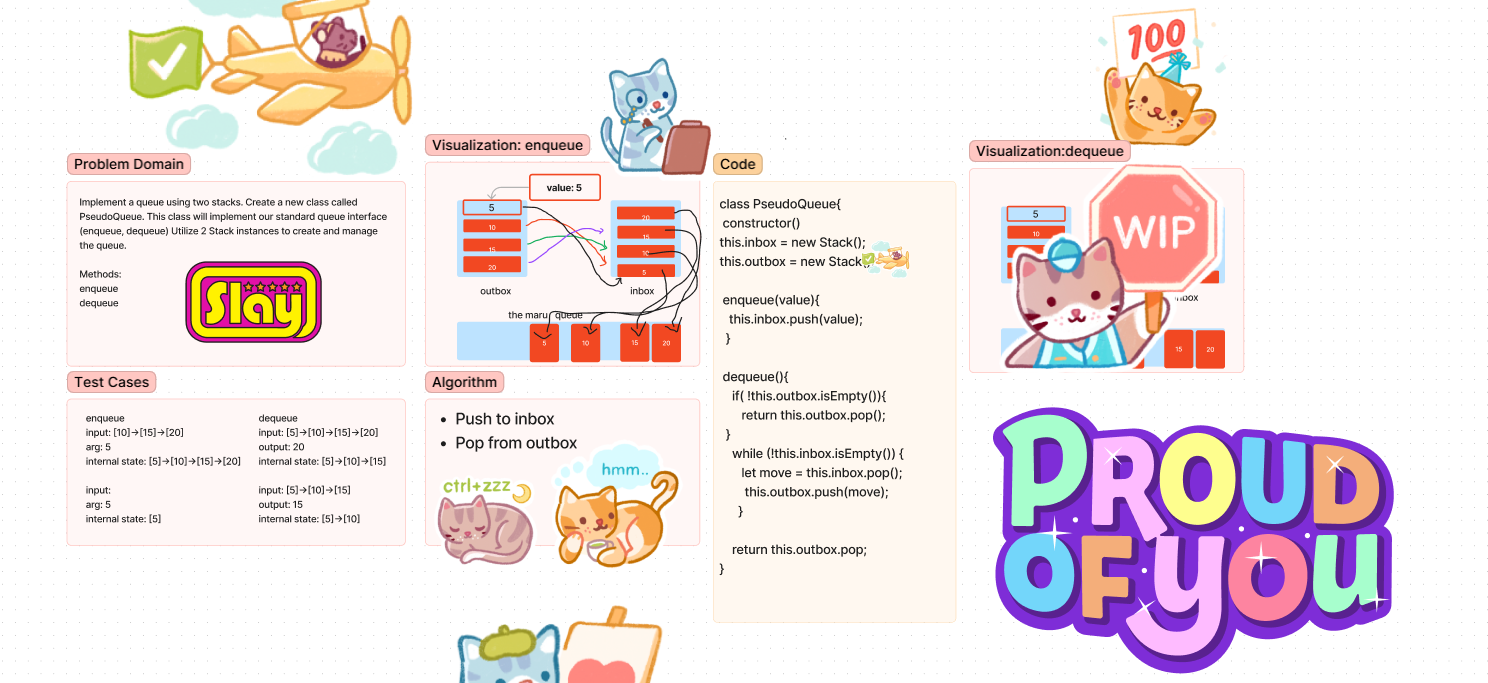 100
Problem Domain
Implement a queue using two stacks. Create a new class called
PseudoQueue. This class will implement our standard queue interface
(enqueue, dequeue) Utilize 2 Stack instances to create and manage
the queue.
Methods:
enqueue
dequeue
Slay
Test Cases
enqueue
input: [10]->[15]->[20]
arg: 5
internal state: [5]->[10]->[15]->[20]
input:
arg: 5
internal state: [5]
dequeue
input: [5]->[10]->[15]->[20]
output: 20
internal state: [5]->[10]->[15]
input: [5]->[10]->[15]
output: 15
internal state: [5]->[10]
Visualization: enqueue
value: 5
5
10
15
20
outbox
20
15
10
5
inbox
the maru queue
5
10
15
20
Algorithm
• Push to inbox
• Pop from outbox
hmm..
ctrl+zzz
Code
class PseudoQueue{
constructor()
this.inbox = new Stack();
this.outbox = new Stack
enqueue(value){
this.inbox.push(value);
}
dequeue(){
if( !this.outbox.isEmpty()){
return this.outbox.pop();
}
while (!this.inbox.isEmpty()) {
let move = this.inbox.pop();
this.outbox.push(move);
}
return this.outbox.pop;
}
Visualization:dequeue
5
10
WIP
15
20
PROUD
OF YOU